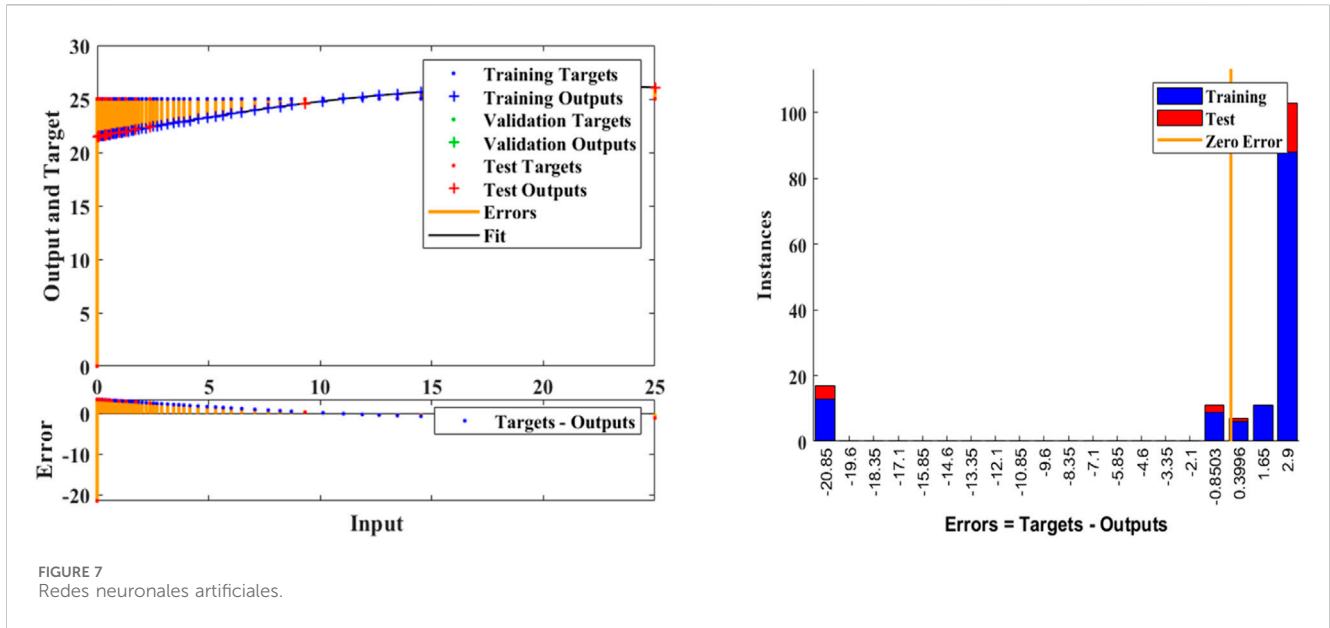 30
25
20
15
10
5
0
Output and Target
Training Targets
Training Outputs
Validation Targets
Validation Outputs
Test Targets
Test Outputs
Errors
Fit
0 5 10 15 20 25
0
-10
-20
Error
Targets - Outputs
Input
100
80
60
40
20
0
Instances
Training
Test
Zero Error
-20.85
-19.6
-18.35
-17.1
-15.85
-14.6
-13.35
-12.1
-10.85
-9.6
-8.35
-7.1
-5.85
-4.6
-3.35
-2.1
-0.8503
0.3996
1.65
2.9
Errors = Targets - Outputs
FIGURE 7
Redes neuronales artificiales.